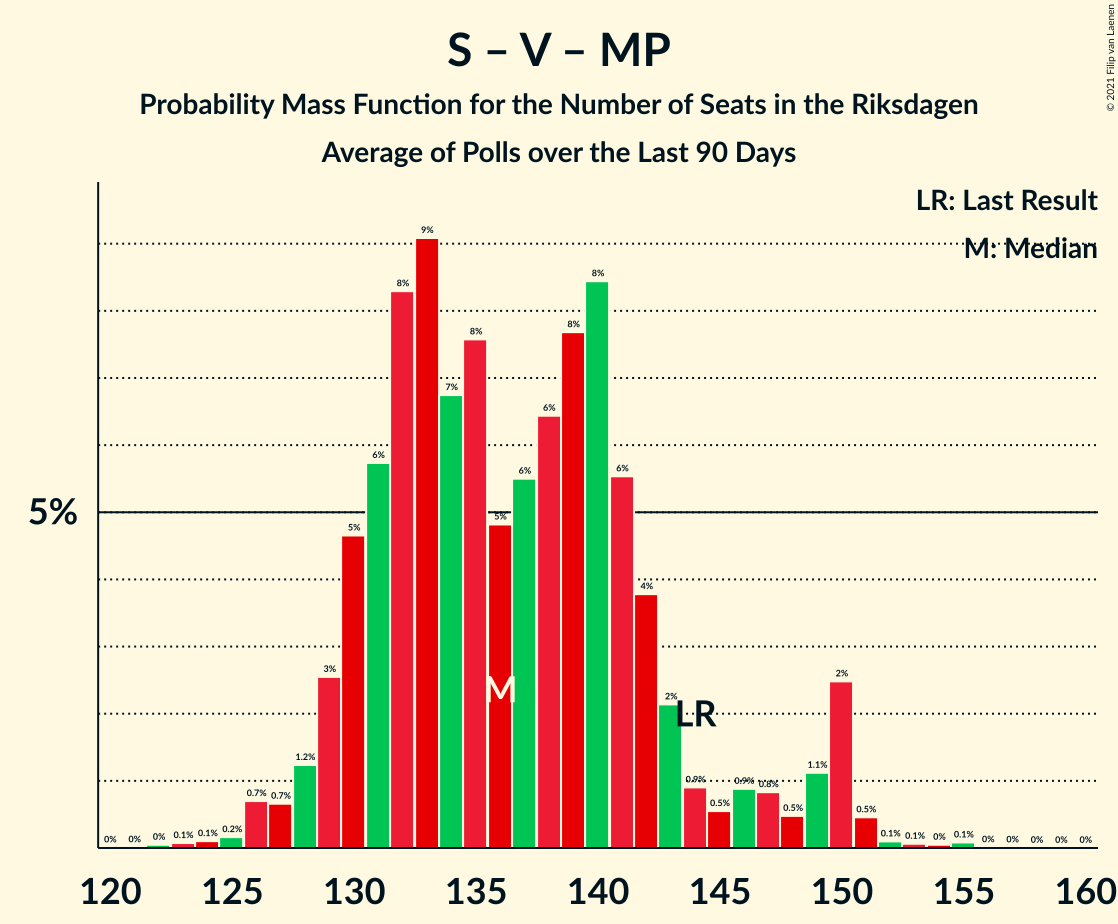 S – V – MP
Probability Mass Function for the Number of Seats in the Riksdagen
Average of Polls over the Last 90 Days
© 2021 Filip van Laenen
LR: Last Result
M: Median
5%
0% 0% 0% 0.1% 0.1% 0.2% 0.7% 0.7% 1.2% 3% 5% 6% 8% 9% 7% 8% 5% 6% 6% 8% 8% 6% 4% 2% 0.9% 0.5% 0.9% 0.8% 0.5% 1.1% 2% 0.5% 0.1% 0.1% 0% 0.1% 0% 0% 0% 0% 0%
M
LR
120 125 130 135 140 145 150 155 160